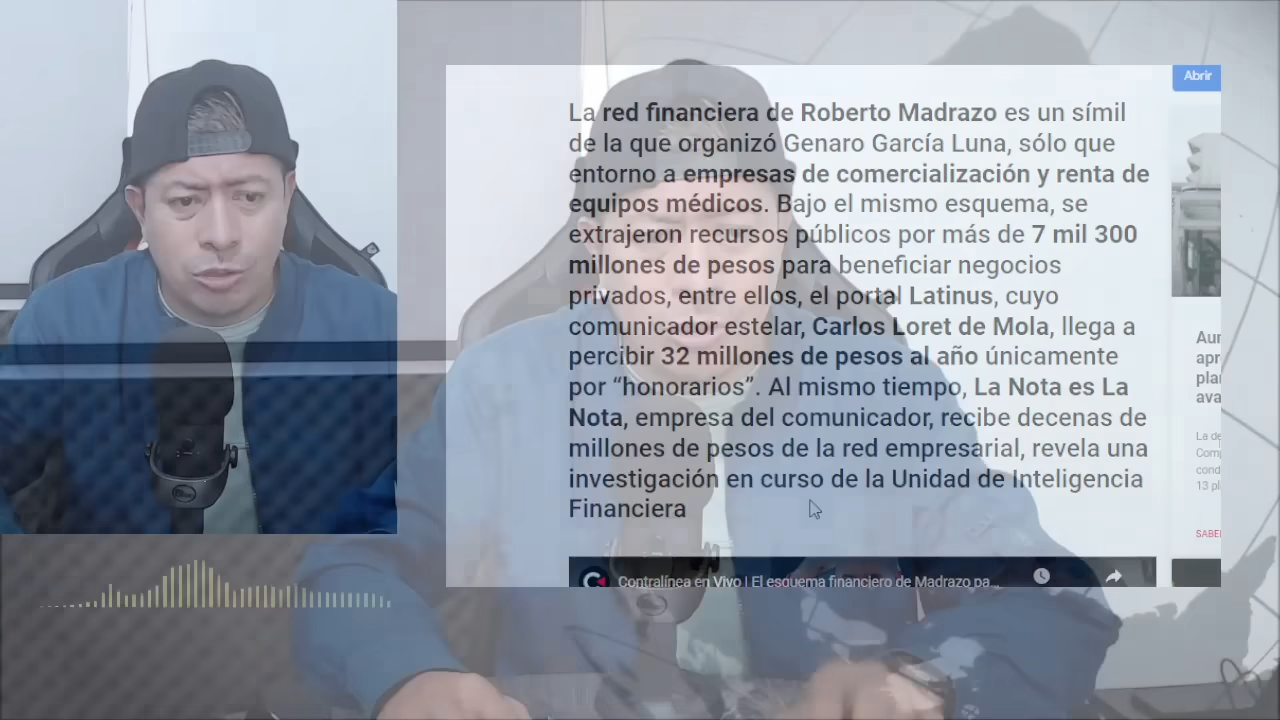 Abrir
La red financiera de Roberto Madrazo es un símil
de la que organizó Genaro García Luna, sólo que
entorno a empresas de comercialización y renta de
equipos médicos. Bajo el mismo esquema, se
extrajeron recursos públicos por más de 7 mil 300
millones de pesos para beneficiar negocios
privados, entre ellos, el portal Latinus, cuyo
comunicador estelar, Carlos Loret de Mola, llega a
percibir 32 millones de pesos al año únicamente
por “honorarios”. Al mismo tiempo, La Nota es La
Nota, empresa del comunicador, recibe decenas de
millones de pesos de la red empresarial, revela una
investigación en curso de la Unidad de Inteligencia
Financiera
Contralínea en Vivo | El esquema financiero de Madrazo pa...
La de
cond
13 pl